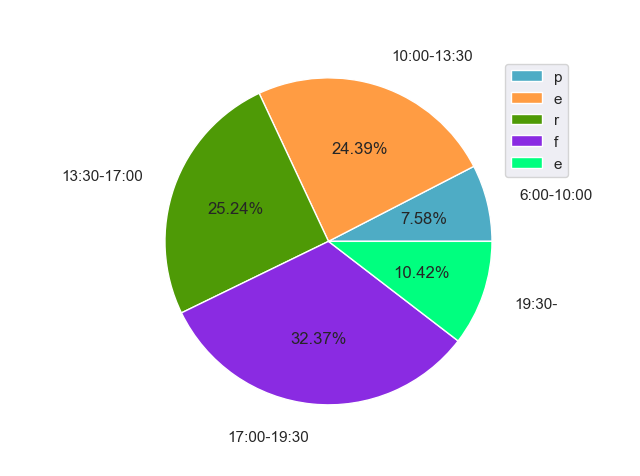 10:00-13:30
p
e
r
f
e
24.39%
13:30-17:00
6:00-10:00
25.24%
7.58%
10.42%
19:30-
32.37%
17:00-19:30